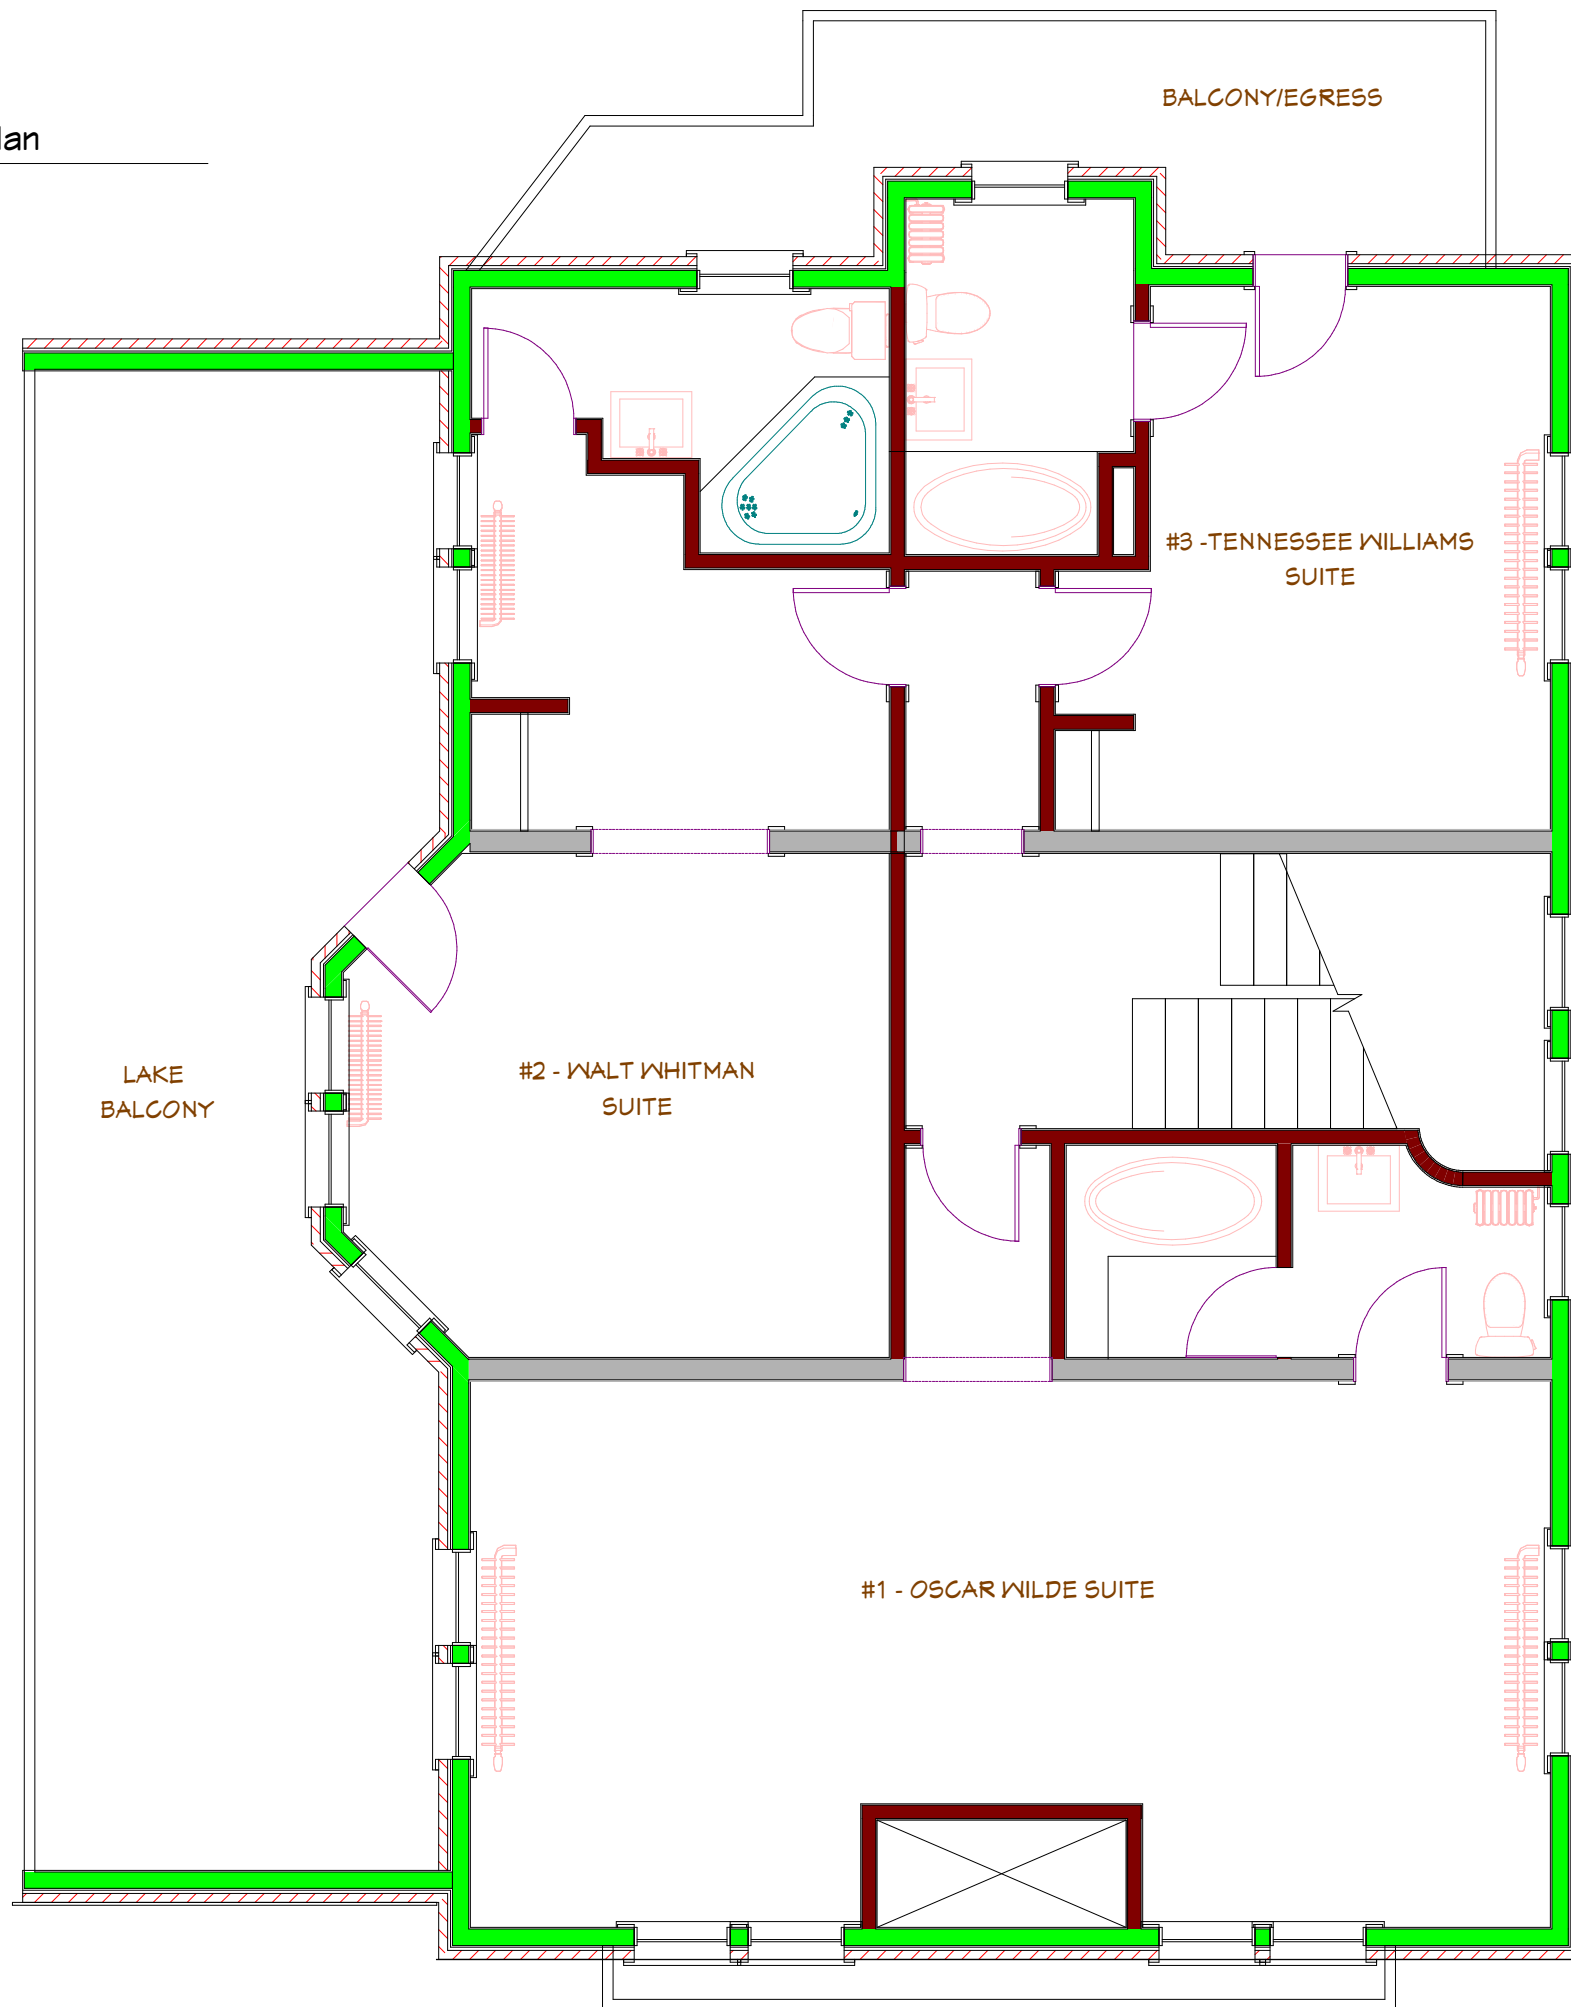 BALCONY/EGRESS
lan
#3 -TENNESSEE WILLIAMS
SUITE
#2 - WALT WHITMAN
SUITE
LAKE
BALCONY
#1 - OSCAR WILDE SUITE